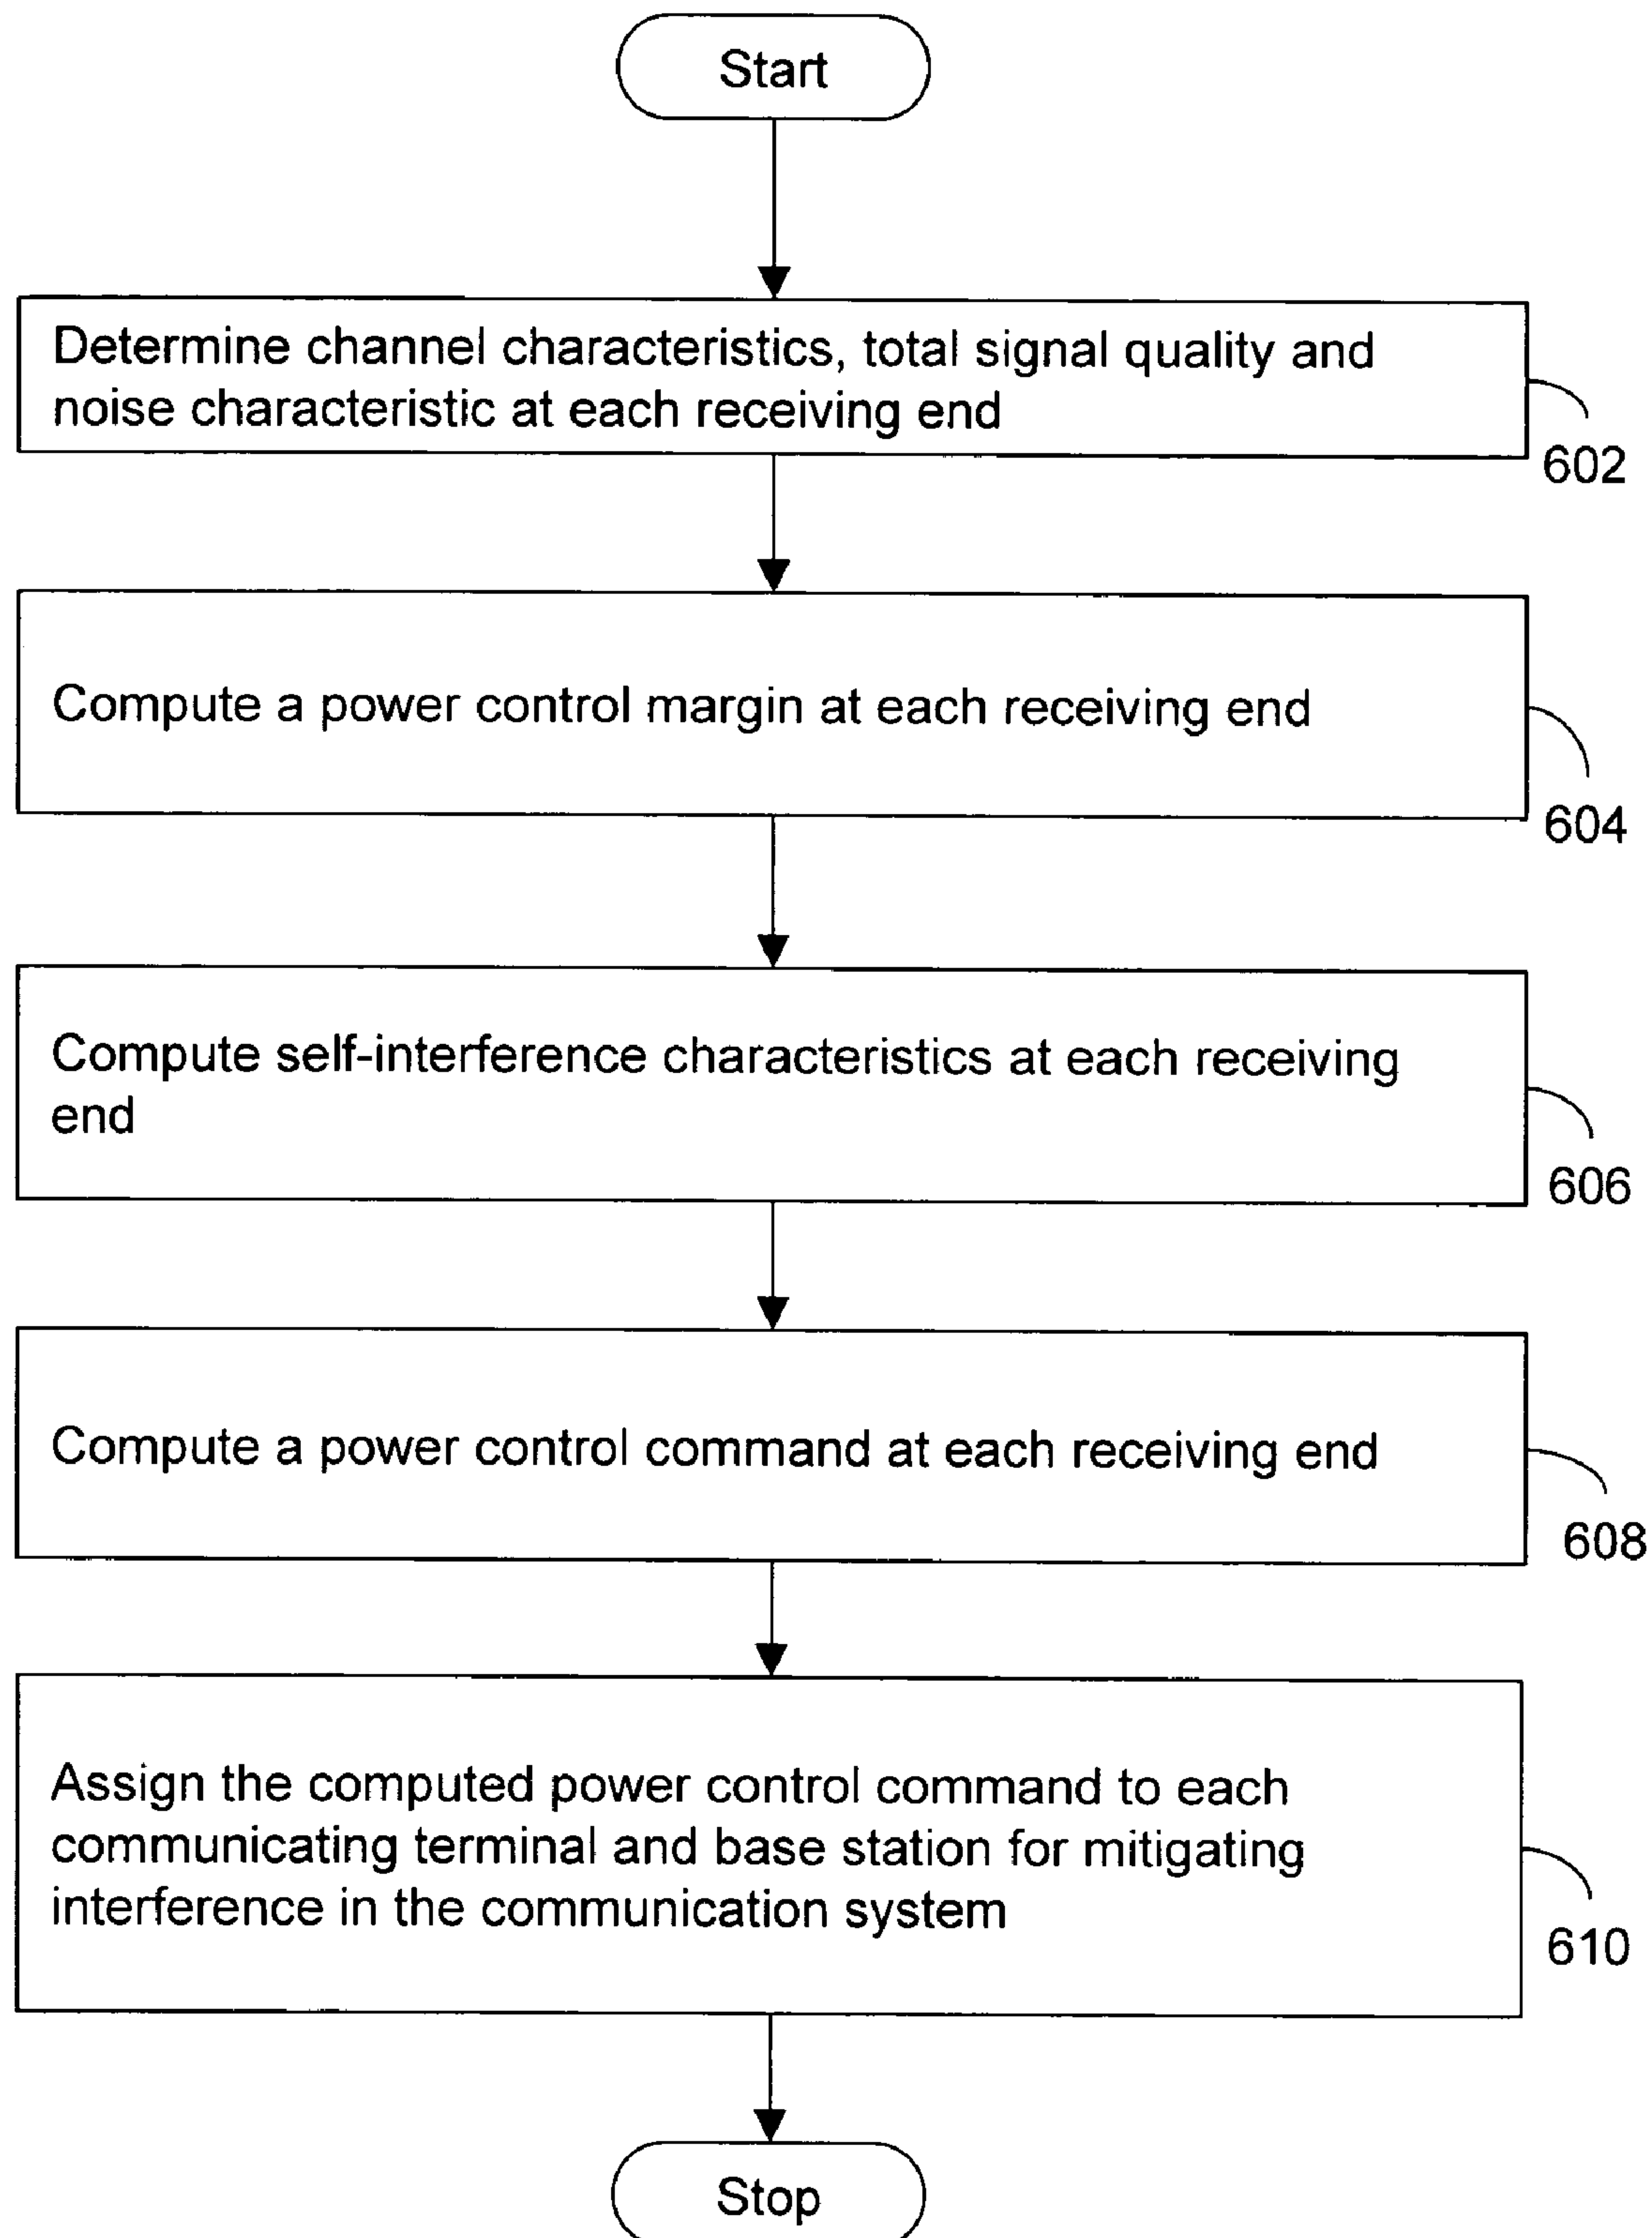 Start
Determine channel characteristics, total signal quality and
noise characteristic at each receiving end
602
Compute a power control margin at each receiving end
604
Compute self-interference characteristics at each receiving
end
606
Compute a power control command at each receiving end
608
Assign the computed power control command to each
communicating terminal and base station for mitigating
interference in the communication system
610
Stop